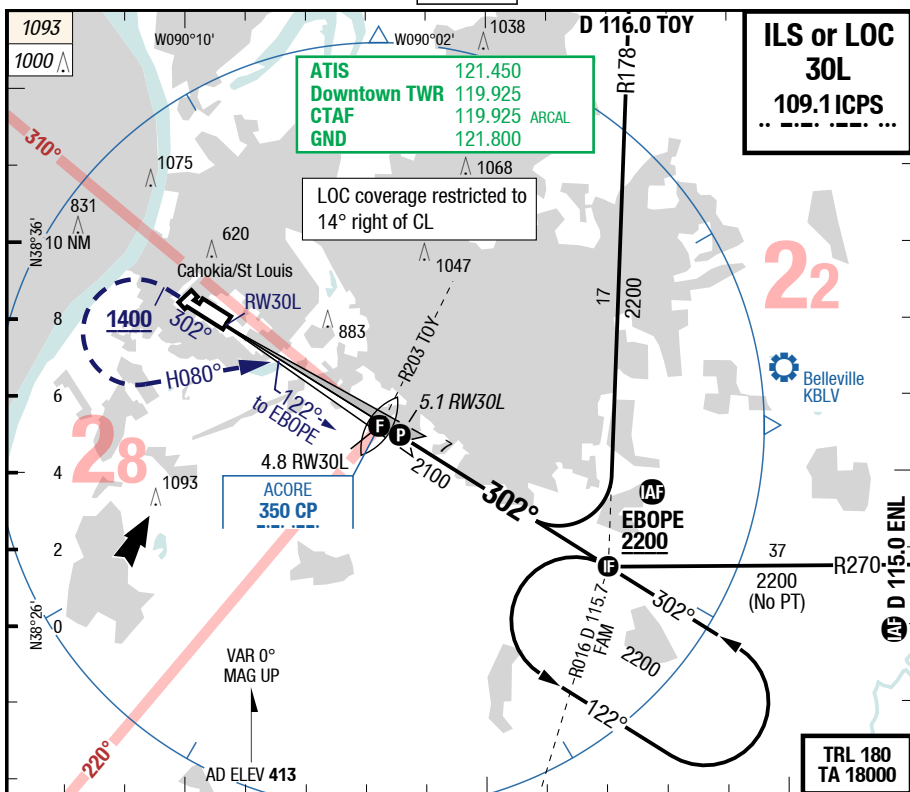 1093
1000
W090°10'
W090°02'
1038
D 116.0 TOY
ILS or LOC
30L
109.1 ICPS
ATIS 121.450
Downtown TWR 119.925
CTAF 119.925 ARCAL
GND 121.800
R178
310°
1075
1068
LOC coverage restricted to
14° right of CL
831
10 NM
N38°36'
620
1047
Cahokia/St Louis
RW30L
22
17
2200
1400
302°
8
883
R203 TOY
H080°
Belleville
KBLV
6
122°
to EBOPE
5.1 RW30L
28
7
4.8 RW30L
2100
4
ACORE
350 CP
1093
302°
IAF
EBOPE
2200
F
P
IF
2
37
R270
2200
(No PT)
IAF D 115.0 ENL
N38°26'
0
302°
R016 D 115.7
FAM
2200
VAR 0°
MAG UP
122°
220°
AD ELEV 413
TRL 180
TA 18000